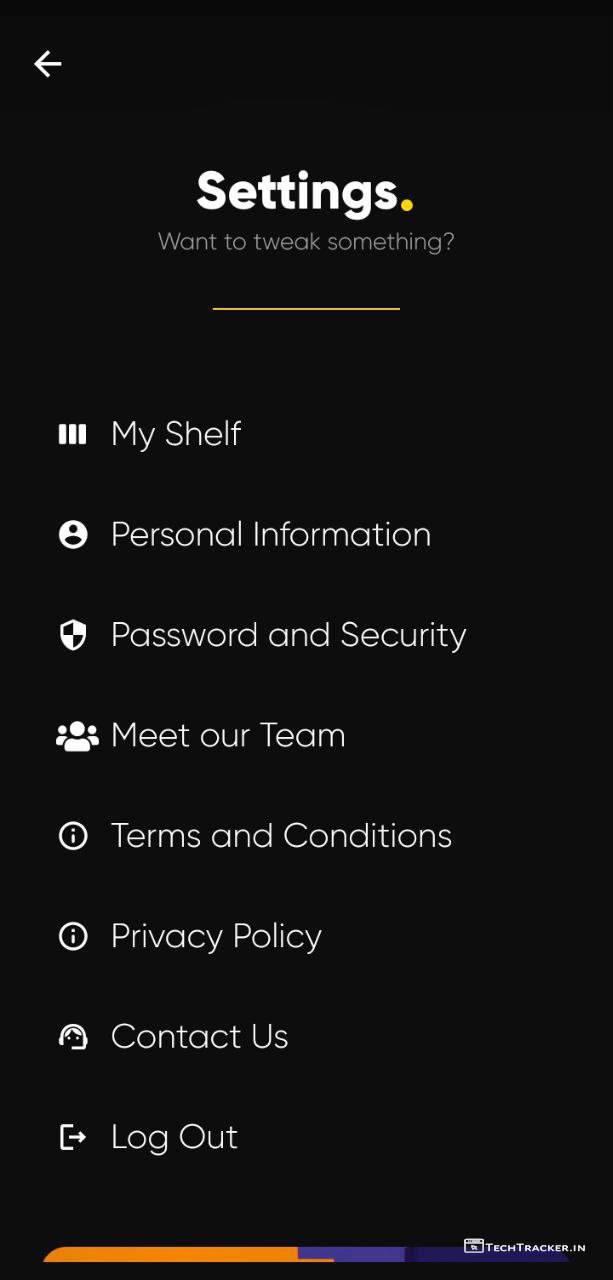 Settings.
Want to tweak something?
My Shelf
Personal Information
Password and Security
Meet our Team
Terms and Conditions
Privacy Policy
Contact Us
Log Out
TECHTRACKER.IN